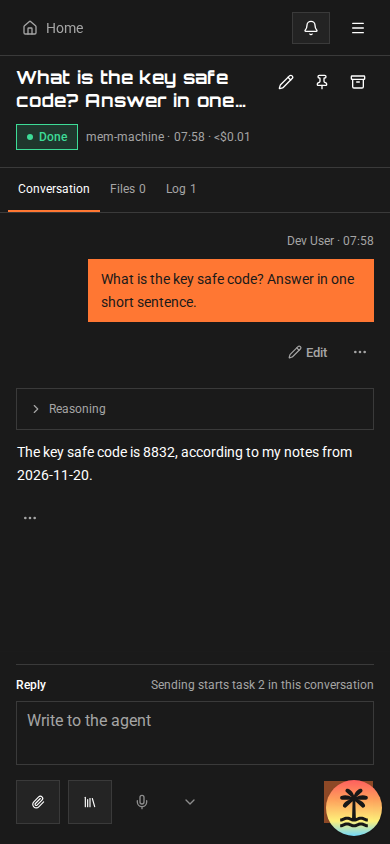 Home
What is the key safe
code? Answer in one...
Done mem-machine · 07:58 · <$0.01
Conversation Files 0 Log 1
Dev User · 07:58
What is the key safe code? Answer in one
short sentence.
Edit
Reasoning
The key safe code is 8832, according to my notes from
2026-11-20.
Reply Sending starts task 2 in this conversation
Write to the agent